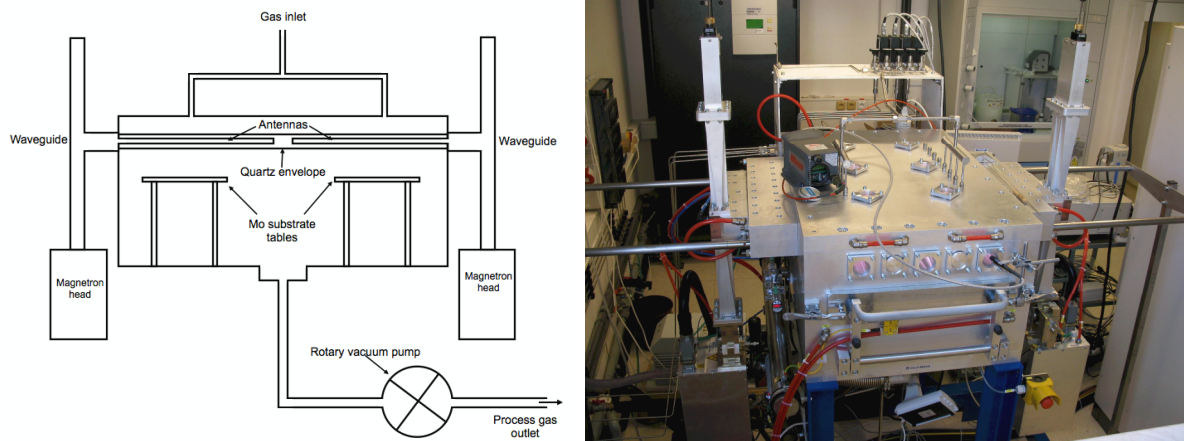 Gas inlet
Antennas
Waveguide
Waveguide
Quartz envelope
Mo substrate
tables
Magnetron
head
Magnetron
head
Rotary vacuum pump
Process gas
outlet